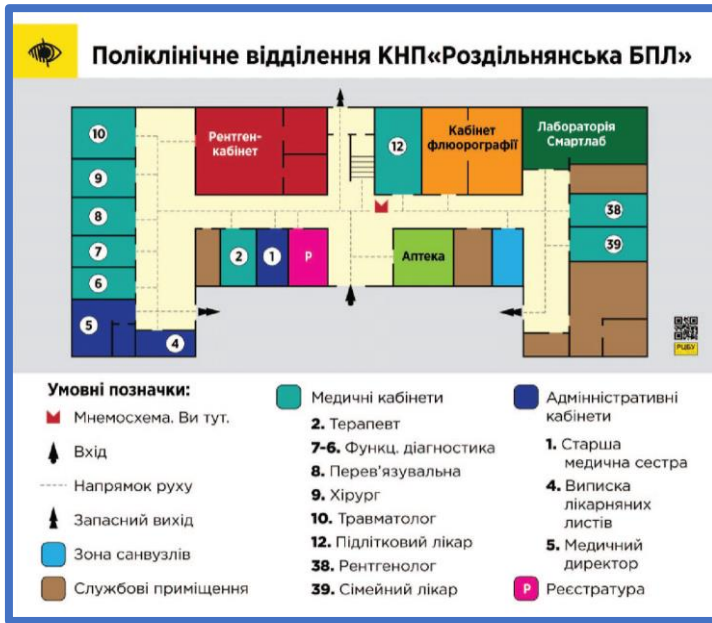 Поліклінічне відділення КНП«Роздільнянська БПЛ»
10
9
8
7
6
5
4
Рентген-
кабінет
12
Кабінет
флюорографії
Лабораторія
Смартлаб
38
39
2
1
Р
Аптека
РЦБУ
Умовні позначки:
Мнемосхема. Ви тут.
Вхід
Напрямок руху
Запасний вихід
Зона санвузлів
Службові приміщення
Медичні кабінети
2. Терапевт
7-6. Функц. діагностика
8. Перев’язувальна
9. Хірург
10. Травматолог
12. Підлітковий лікар
38. Рентгенолог
39. Сімейний лікар
Адміністративні
кабінети
1. Старша
медична сестра
4. Виписка
лікарняних
листів
5. Медичний
директор
Р Реєстратура